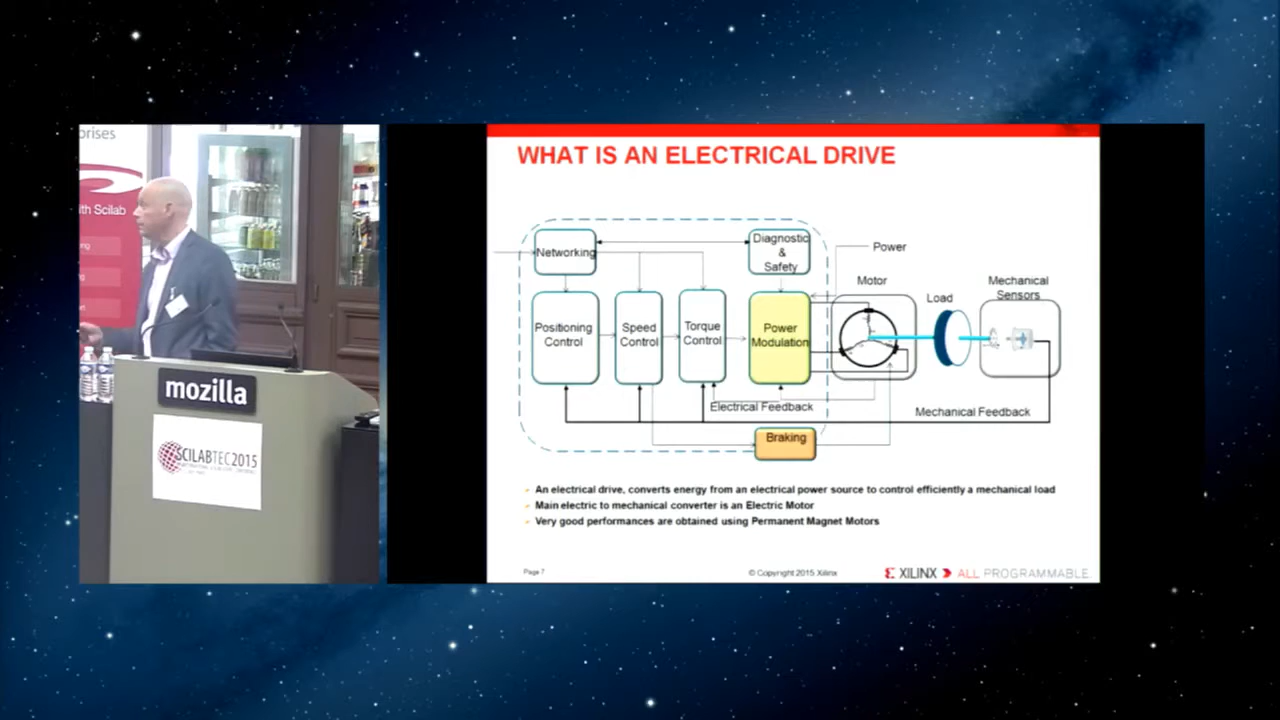 prises
ith Scilab
mozilla
SCILABTEC2015
WHAT IS AN ELECTRICAL DRIVE
Networking
Diagnostic
&
Safety
Power
Motor
Load
Mechanical
Sensors
Positioning
Control
Speed
Control
Torque
Control
Power
Modulation
Electrical Feedback
Mechanical Feedback
Braking
An electrical drive, converts energy from an electrical power source to control efficiently a mechanical load
Main electric to mechanical converter is an Electric Motor
Very good performances are obtained using Permanent Magnet Motors
Page 7
© Copyright 2015 Xilinx
XILINX ALL PROGRAMMABLE